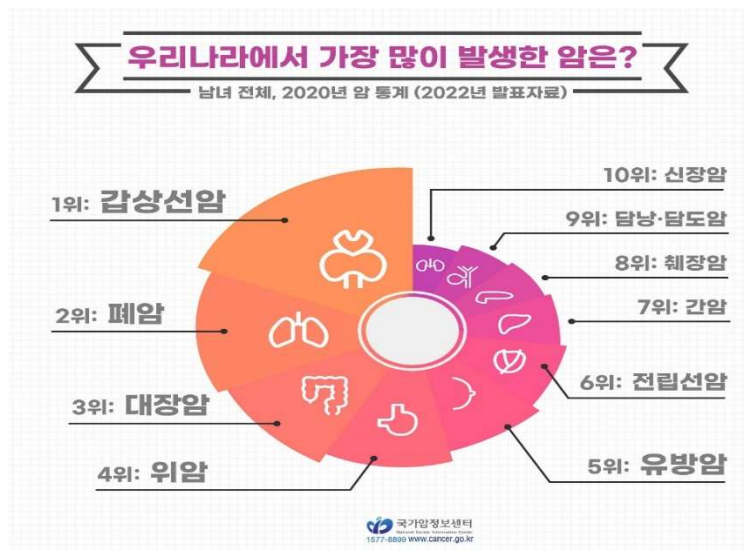 우리나라에서 가장 많이 발생한 암은?
남녀 전체, 2020년 암 통계 (2022년 발표자료)
1위: 갑상선암
2위: 폐암
3위: 대장암
4위: 위암
5위: 유방암
6위: 전립선암
7위: 간암
8위: 췌장암
9위: 담낭·담도암
10위: 신장암
국가암정보센터
National Cancer Information Center
1577-8899 www.cancer.go.kr